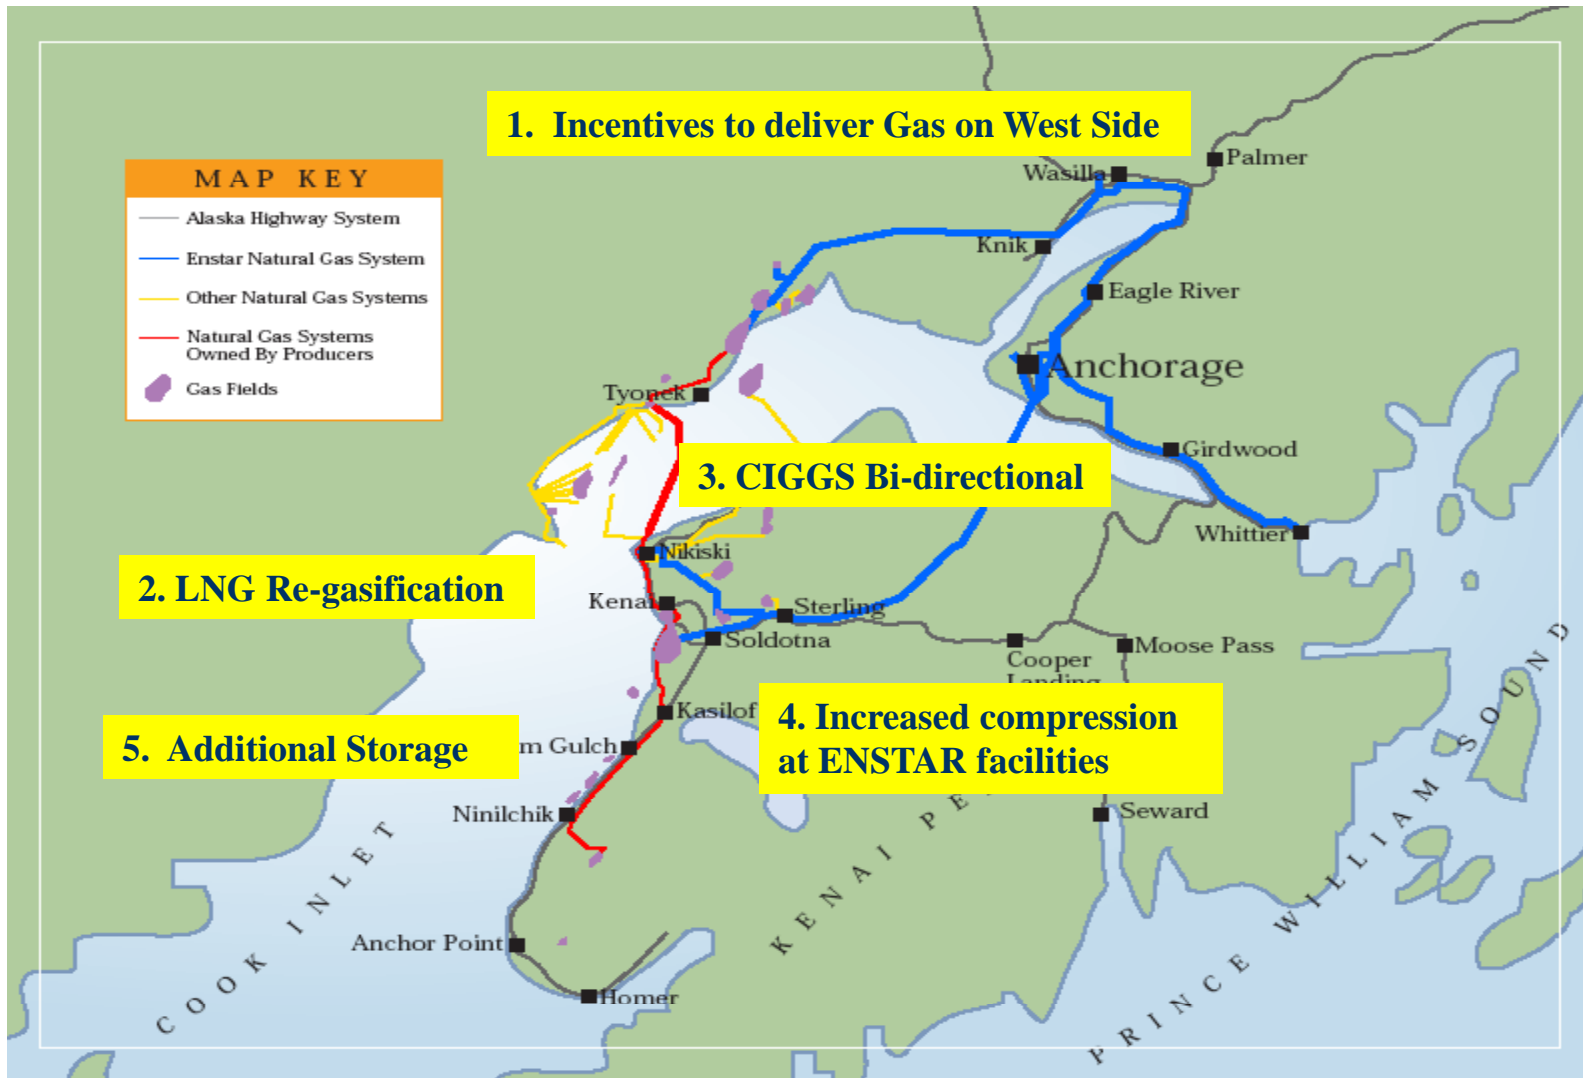 1.  Incentives to deliver Gas on West Side
MAP KEY
Alaska Highway System
Enstar Natural Gas System
Other Natural Gas Systems
Natural Gas Systems
Owned By Producers
Gas Fields
Palmer
Wasilla
Knik
Eagle River
Anchorage
Tyonek
Girdwood
3. CIGGS Bi-directional
Whittier
Nikiski
2. LNG Re-gasification
Kenai
Sterling
Soldotna
Cooper
Landing
Moose Pass
Kasilof
4. Increased compression
at ENSTAR facilities
5.  Additional Storage
Gulch
Ninilchik
Seward
Anchor Point
Homer
COOK INLET
KENAI
PRINCE WILLIAM SOUND